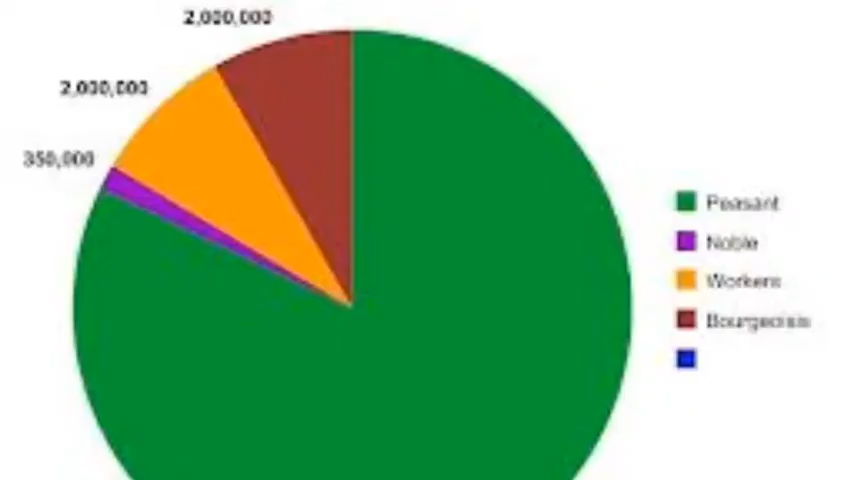 2,000,000
2,000,000
350,000
Peasant
Noble
Workers
Bourgeoisie